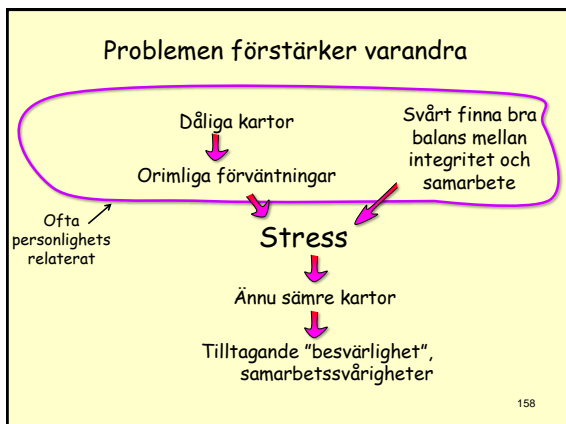 Problemen förstärker varandra
Dåliga kartor
Orimliga förväntningar
Svårt finna bra
balans mellan
integritet och
samarbete
Ofta
personlighets
relaterat
Stress
Ännu sämre kartor
Tilltagande ”besvärlighet”,
samarbetssvårigheter
158